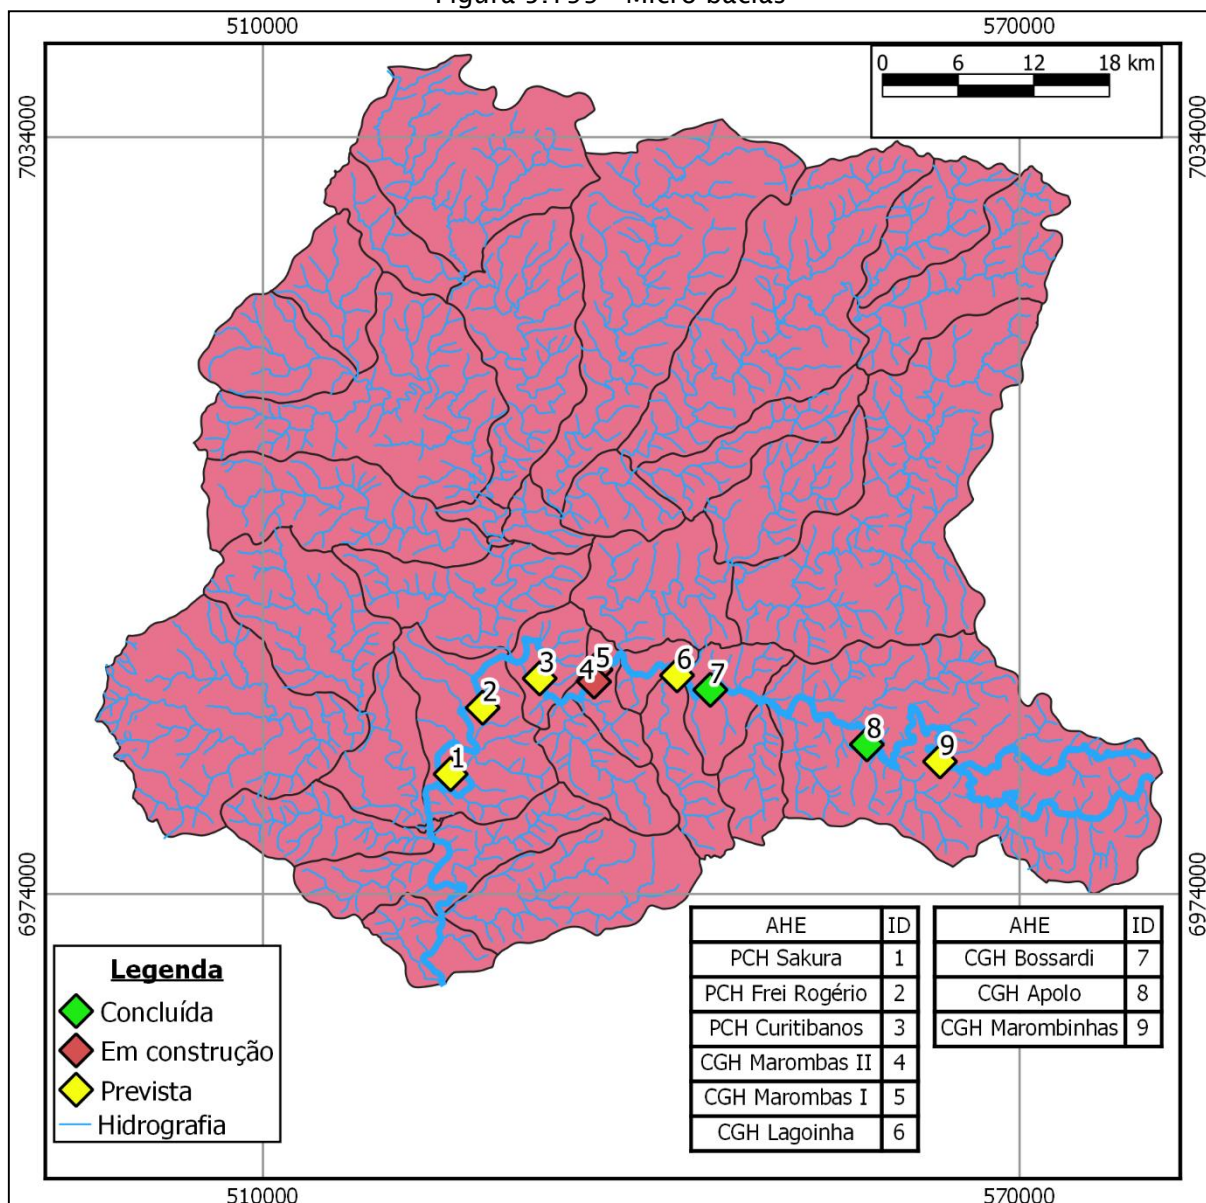 Figura 5.199 - Micro bacias
510000
570000
0 6 12 18 km
7034000
7034000
3
5
4
6
7
2
8
1
9
6974000
6974000
Legenda
Concluída
Em construção
Prevista
Hidrografia
AHE ID
PCH Sakura 1
PCH Frei Rogério 2
PCH Curitibanos 3
CGH Marombas II 4
CGH Marombas I 5
CGH Lagoinha 6
AHE ID
CGH Bossardi 7
CGH Apolo 8
CGH Marombinhas 9
510000
570000